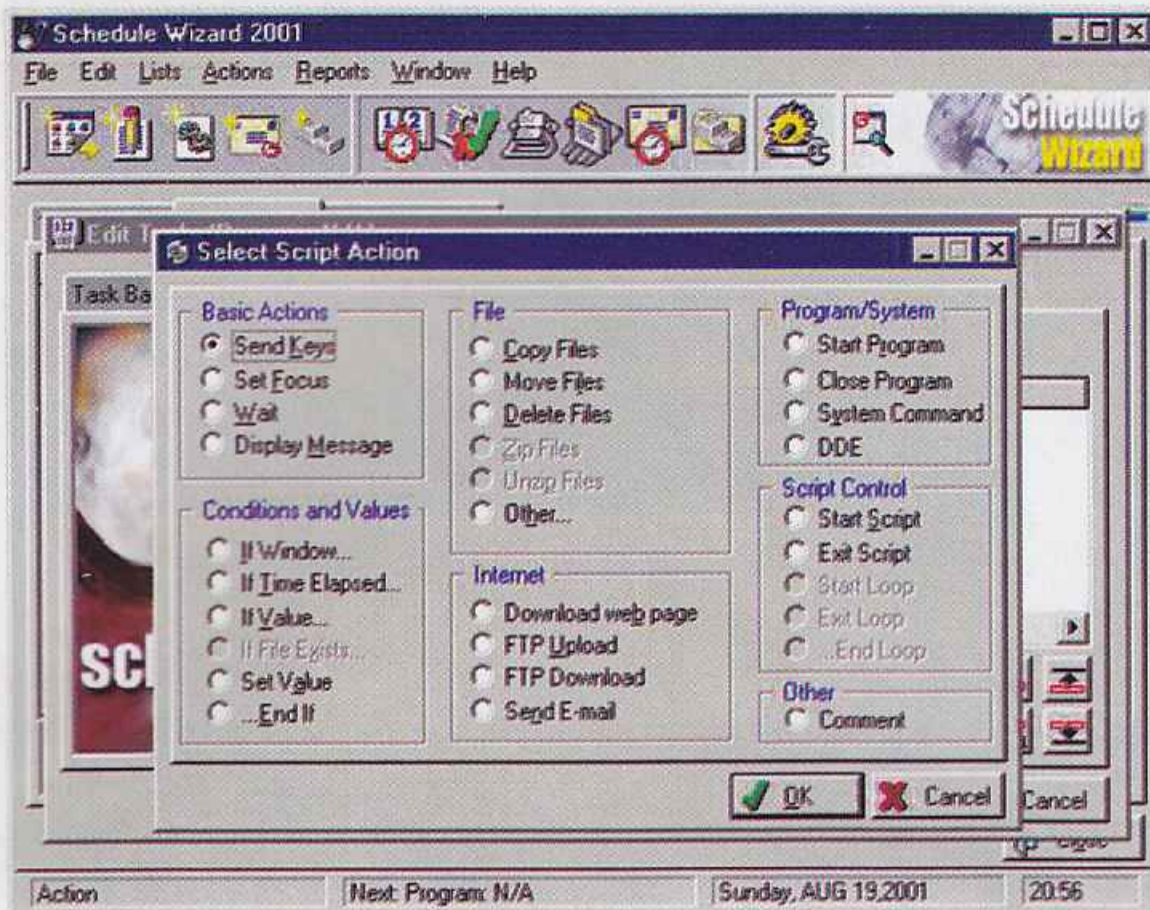 Schedule Wizard 2001
File Edit Lists Actions Reports Window Help
Schedule
Wizard
Edit
Select Script Action
Task Ba
Basic Actions
Send Keys
Set Focus
Wait
Display Message
Conditions and Values
If Window...
If Time Elapsed...
If Value...
If File Exists...
Set Value
...End If
File
Copy Files
Move Files
Delete Files
Zip Files
Unzip Files
Other...
Internet
Download web page
FTP Upload
FTP Download
Send E-mail
Program/System
Start Program
Close Program
System Command
DDE
Script Control
Start Script
Exit Script
Start Loop
Exit Loop
...End Loop
Other
Comment
OK Cancel
Cancel
Close
Action
Next Program: N/A
Sunday, AUG 19,2001
20:56